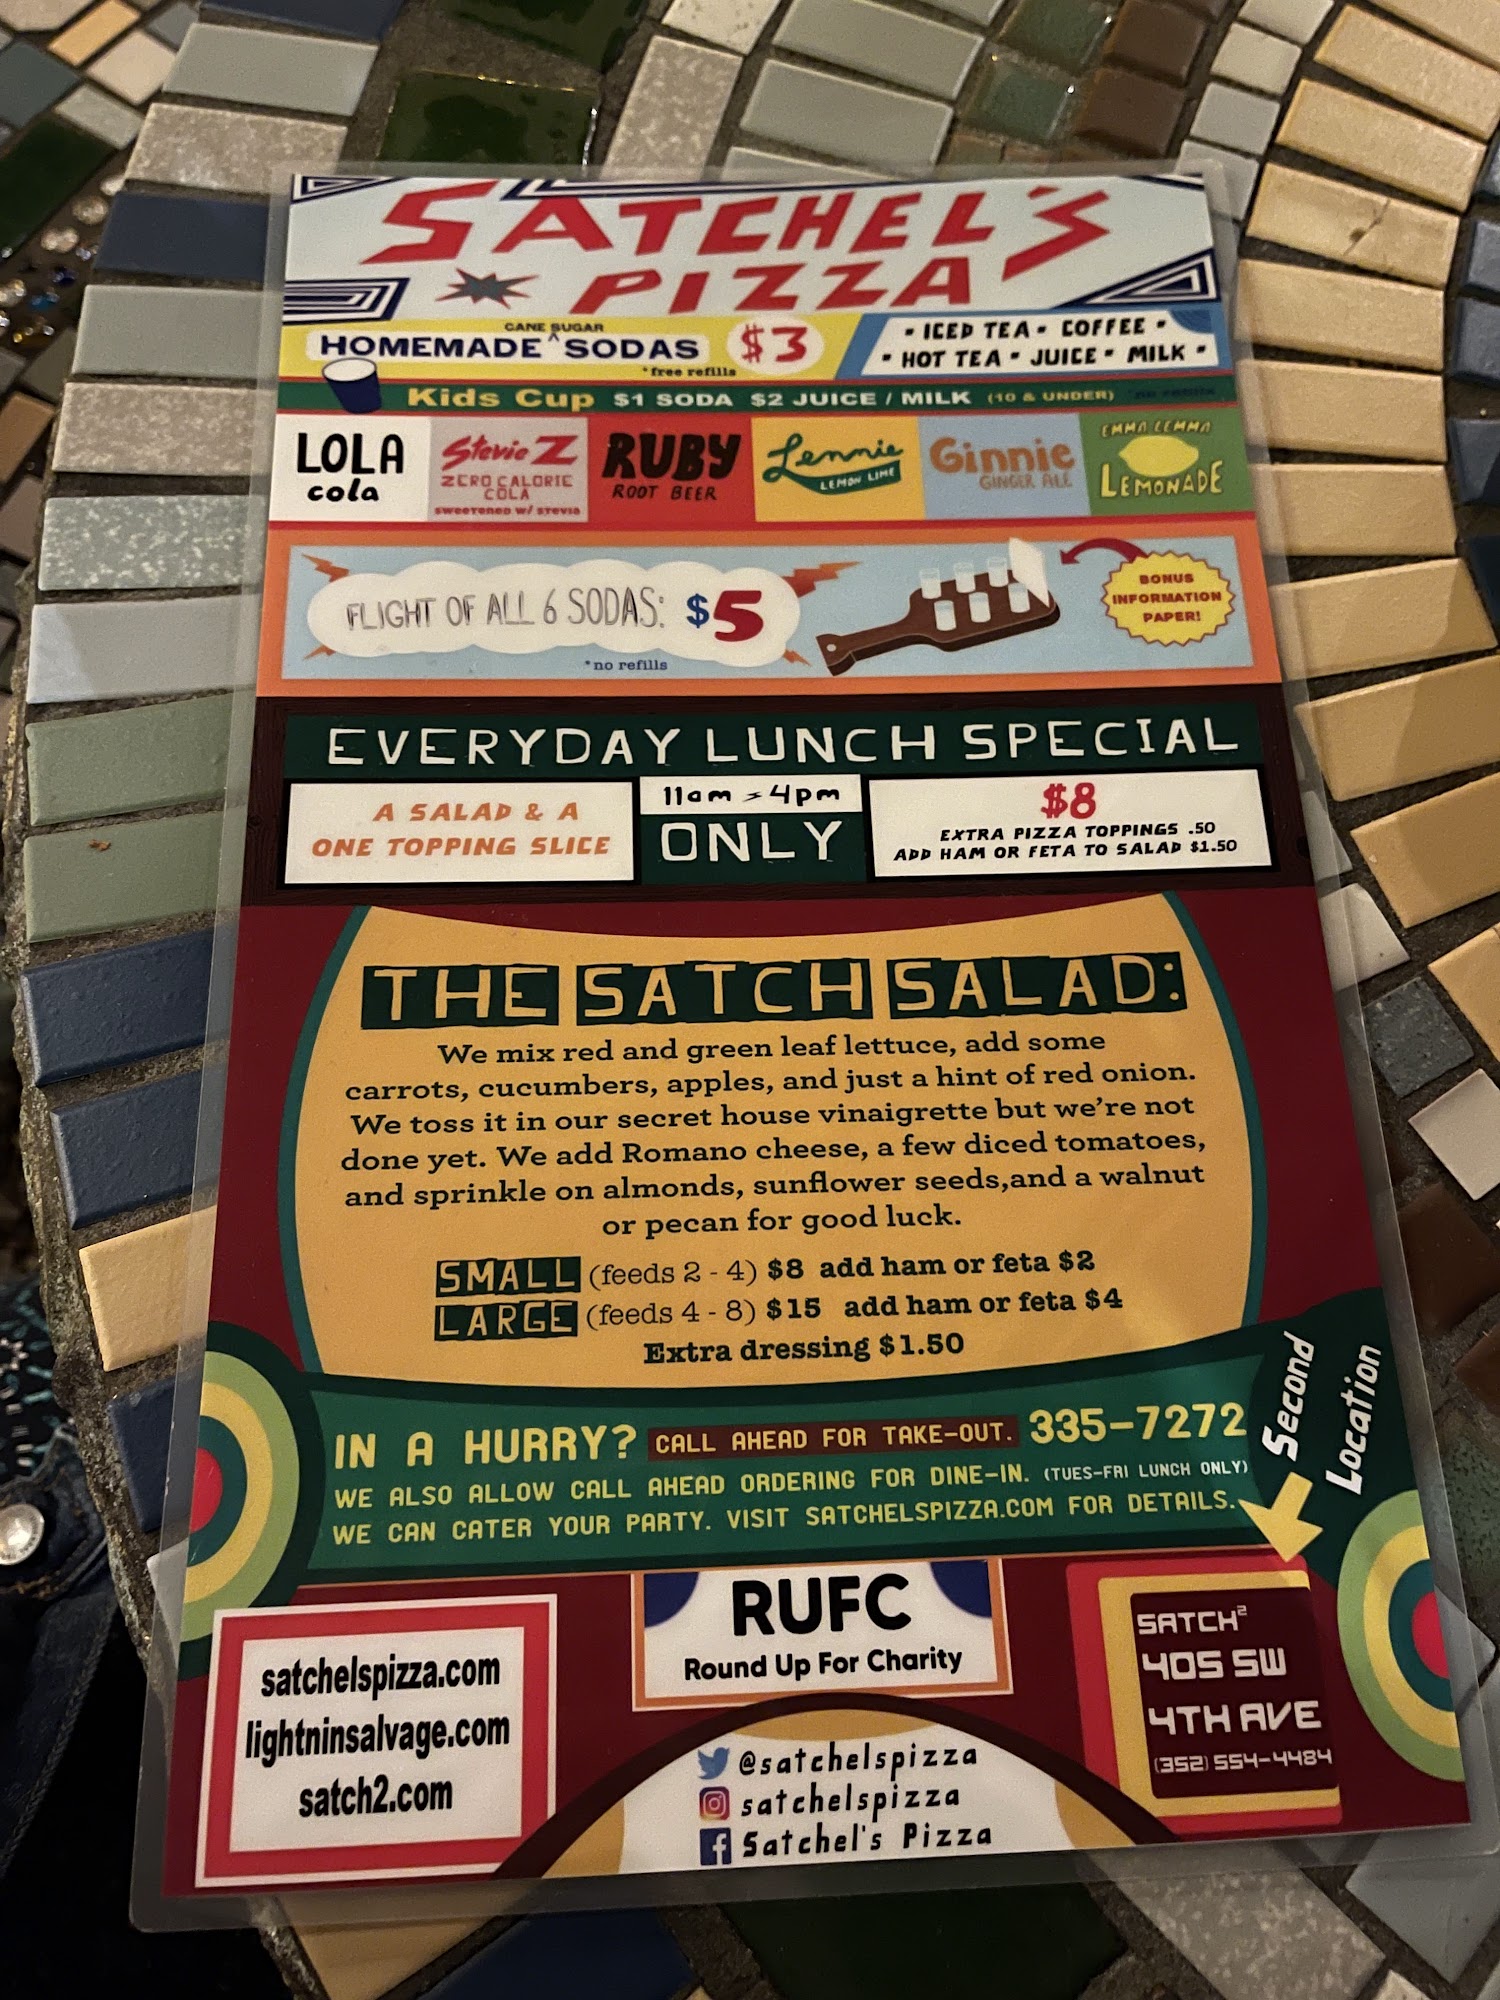 SATCHEL'S
PIZZA
CANE SUGAR
HOMEMADE ^ SODAS $3
*free refills
• ICED TEA • COFFEE •
• HOT TEA • JUICE • MILK •
Kids Cup $1 SODA $2 JUICE / MILK (10 & UNDER)
LOLA
cola
Stevie Z
ZERO CALORIE
COLA
SWEETENED W/ STEVIA
RUBY
ROOT BEER
Lennie
LEMON LIME
Ginnie
GINGER ALE
EMMA LEMMA
LEMONADE
FLIGHT OF ALL 6 SODAS: $5
*no refills
BONUS
INFORMATION
PAPER!
EVERYDAY LUNCH SPECIAL
A SALAD & A
ONE TOPPING SLICE
11am > 4pm
ONLY
$8
EXTRA PIZZA TOPPINGS .50
ADD HAM OR FETA TO SALAD $1.50
THE SATCH SALAD:
We mix red and green leaf lettuce, add some
carrots, cucumbers, apples, and just a hint of red onion.
We toss it in our secret house vinaigrette but we're not
done yet. We add Romano cheese, a few diced tomatoes,
and sprinkle on almonds, sunflower seeds,and a walnut
or pecan for good luck.
SMALL (feeds 2 - 4) $8 add ham or feta $2
LARGE (feeds 4 - 8) $15 add ham or feta $4
Extra dressing $1.50
IN A HURRY? CALL AHEAD FOR TAKE-OUT. 335-7272
WE ALSO ALLOW CALL AHEAD ORDERING FOR DINE-IN. (TUES-FRI LUNCH ONLY)
WE CAN CATER YOUR PARTY. VISIT SATCHELSPIZZA.COM FOR DETAILS.
Second
Location
satchelspizza.com
lightninsalvage.com
satch2.com
RUFC
Round Up For Charity
@satchelspizza
satchelspizza
Satchel's Pizza
SATCH²
405 SW
4TH AVE
(352) 554-4484